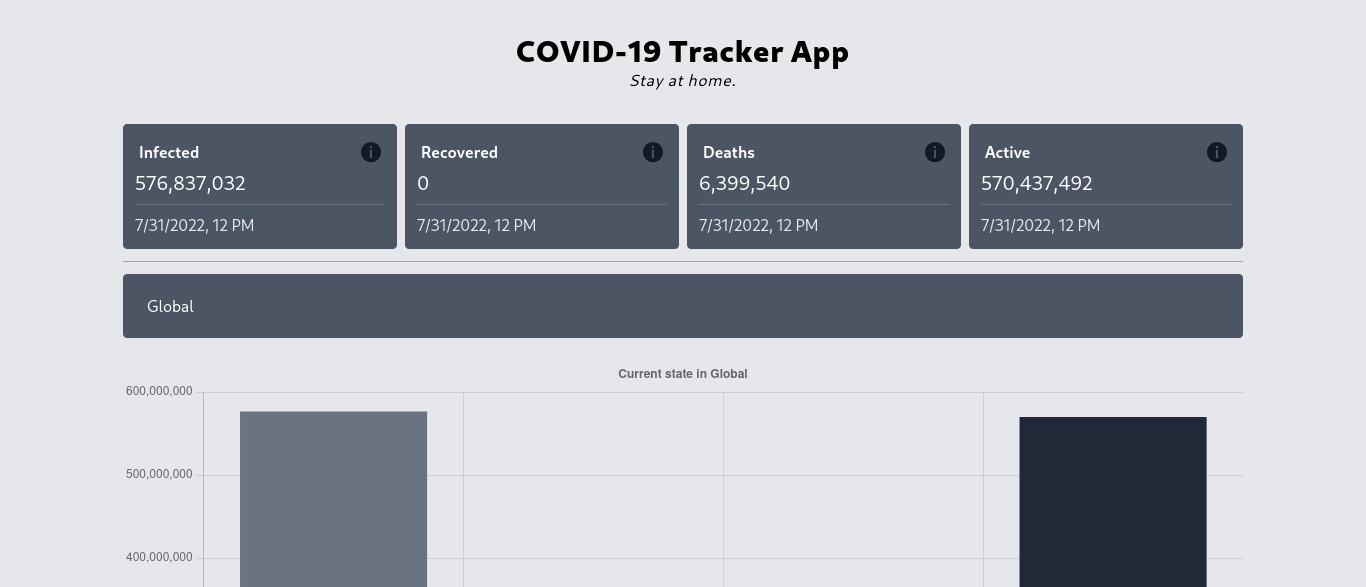 COVID-19 Tracker App
Stay at home.
Infected
576,837,032
7/31/2022, 12 PM
Recovered
0
7/31/2022, 12 PM
Deaths
6,399,540
7/31/2022, 12 PM
Active
570,437,492
7/31/2022, 12 PM
Global
Current state in Global
600,000,000
500,000,000
400,000,000